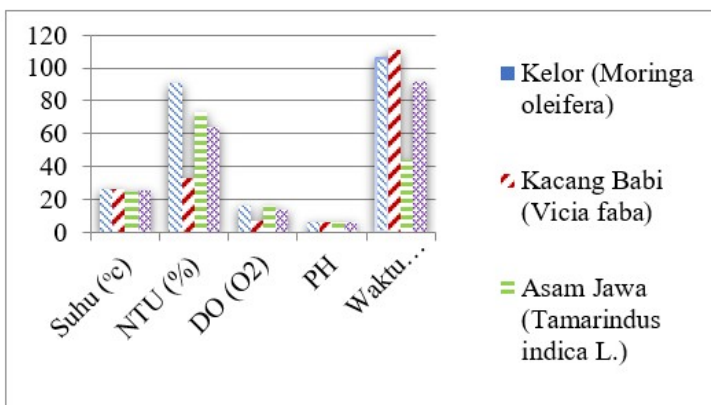 120
100
80
60
40
20
0
Suhu (°c)
NTU (%)
DO (O2)
PH
Waktu…
Kelor (Moringa
oleifera)
Kacang Babi
(Vicia faba)
Asam Jawa
(Tamarindus
indica L.)